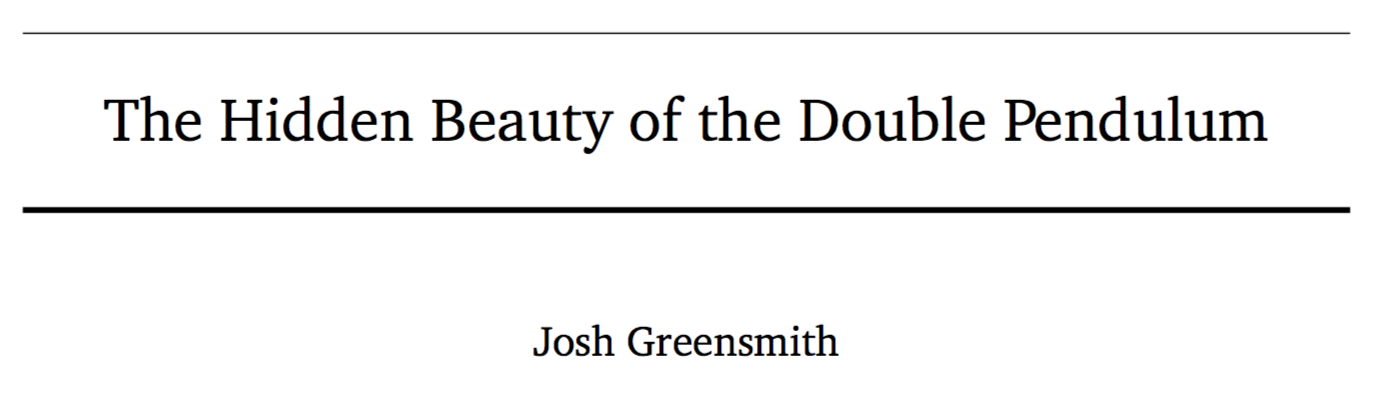 The Hidden Beauty of the Double Pendulum
Josh Greensmith